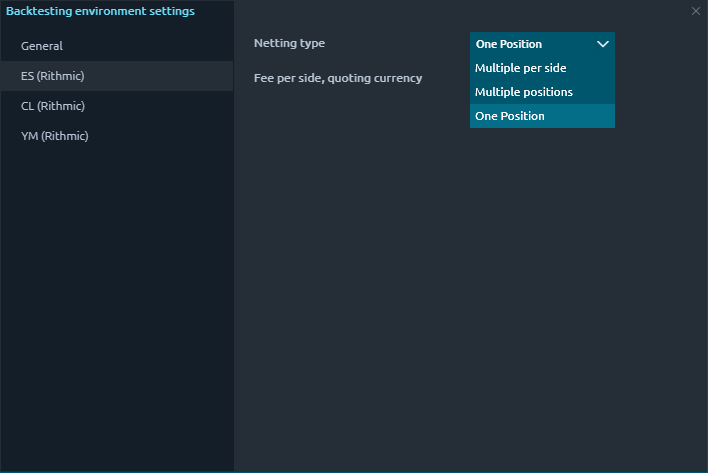 Backtesting environment settings
General
ES (Rithmic)
CL (Rithmic)
YM (Rithmic)
Netting type
One Position
Multiple per side
Multiple positions
One Position
Fee per side, quoting currency